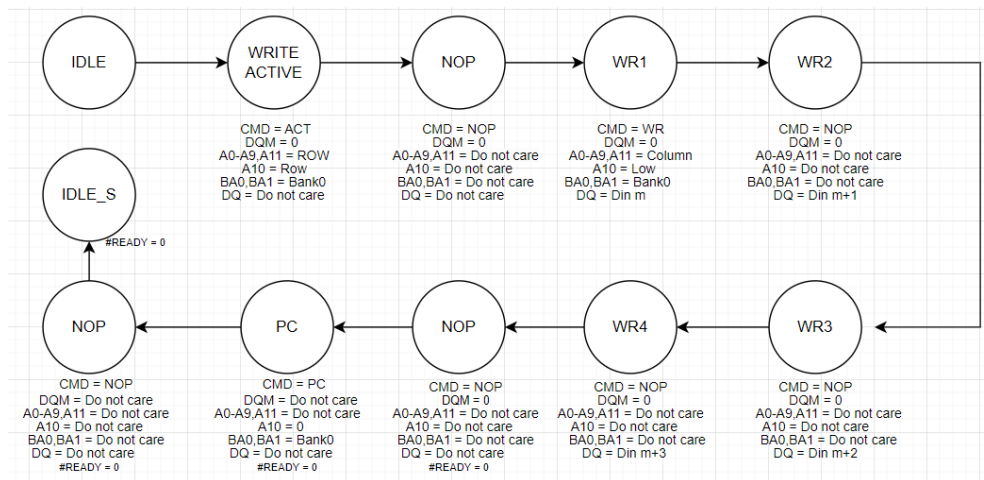 IDLE
WRITE
ACTIVE
NOP
WR1
WR2
CMD = ACT
DQM = 0
A0-A9,A11 = ROW
A10 = Row
BA0,BA1 = Bank0
DQ = Do not care
CMD = NOP
DQM = 0
A0-A9,A11 = Do not care
A10 = Do not care
BA0,BA1 = Do not care
DQ = Do not care
CMD = WR
DQM = 0
A0-A9,A11 = Column
A10 = Low
BA0,BA1 = Bank0
DQ = Din m
CMD = NOP
DQM = 0
A0-A9,A11 = Do not care
A10 = Do not care
BA0,BA1 = Do not care
DQ = Din m+1
IDLE_S
#READY = 0
NOP
PC
NOP
WR4
WR3
CMD = NOP
DQM = Do not care
A0-A9,A11 = Do not care
A10 = Do not care
BA0,BA1 = Do not care
DQ = Do not care
#READY = 0
CMD = PC
DQM = Do not care
A0-A9,A11 = Do not care
A10 = 0
BA0,BA1 = Bank0
DQ = Do not care
#READY = 0
CMD = NOP
DQM = 0
A0-A9,A11 = Do not care
A10 = Do not care
BA0,BA1 = Do not care
DQ = Do not care
#READY = 0
CMD = NOP
DQM = 0
A0-A9,A11 = Do not care
A10 = Do not care
BA0,BA1 = Do not care
DQ = Din m+3
CMD = NOP
DQM = 0
A0-A9,A11 = Do not care
A10 = Do not care
BA0,BA1 = Do not care
DQ = Din m+2